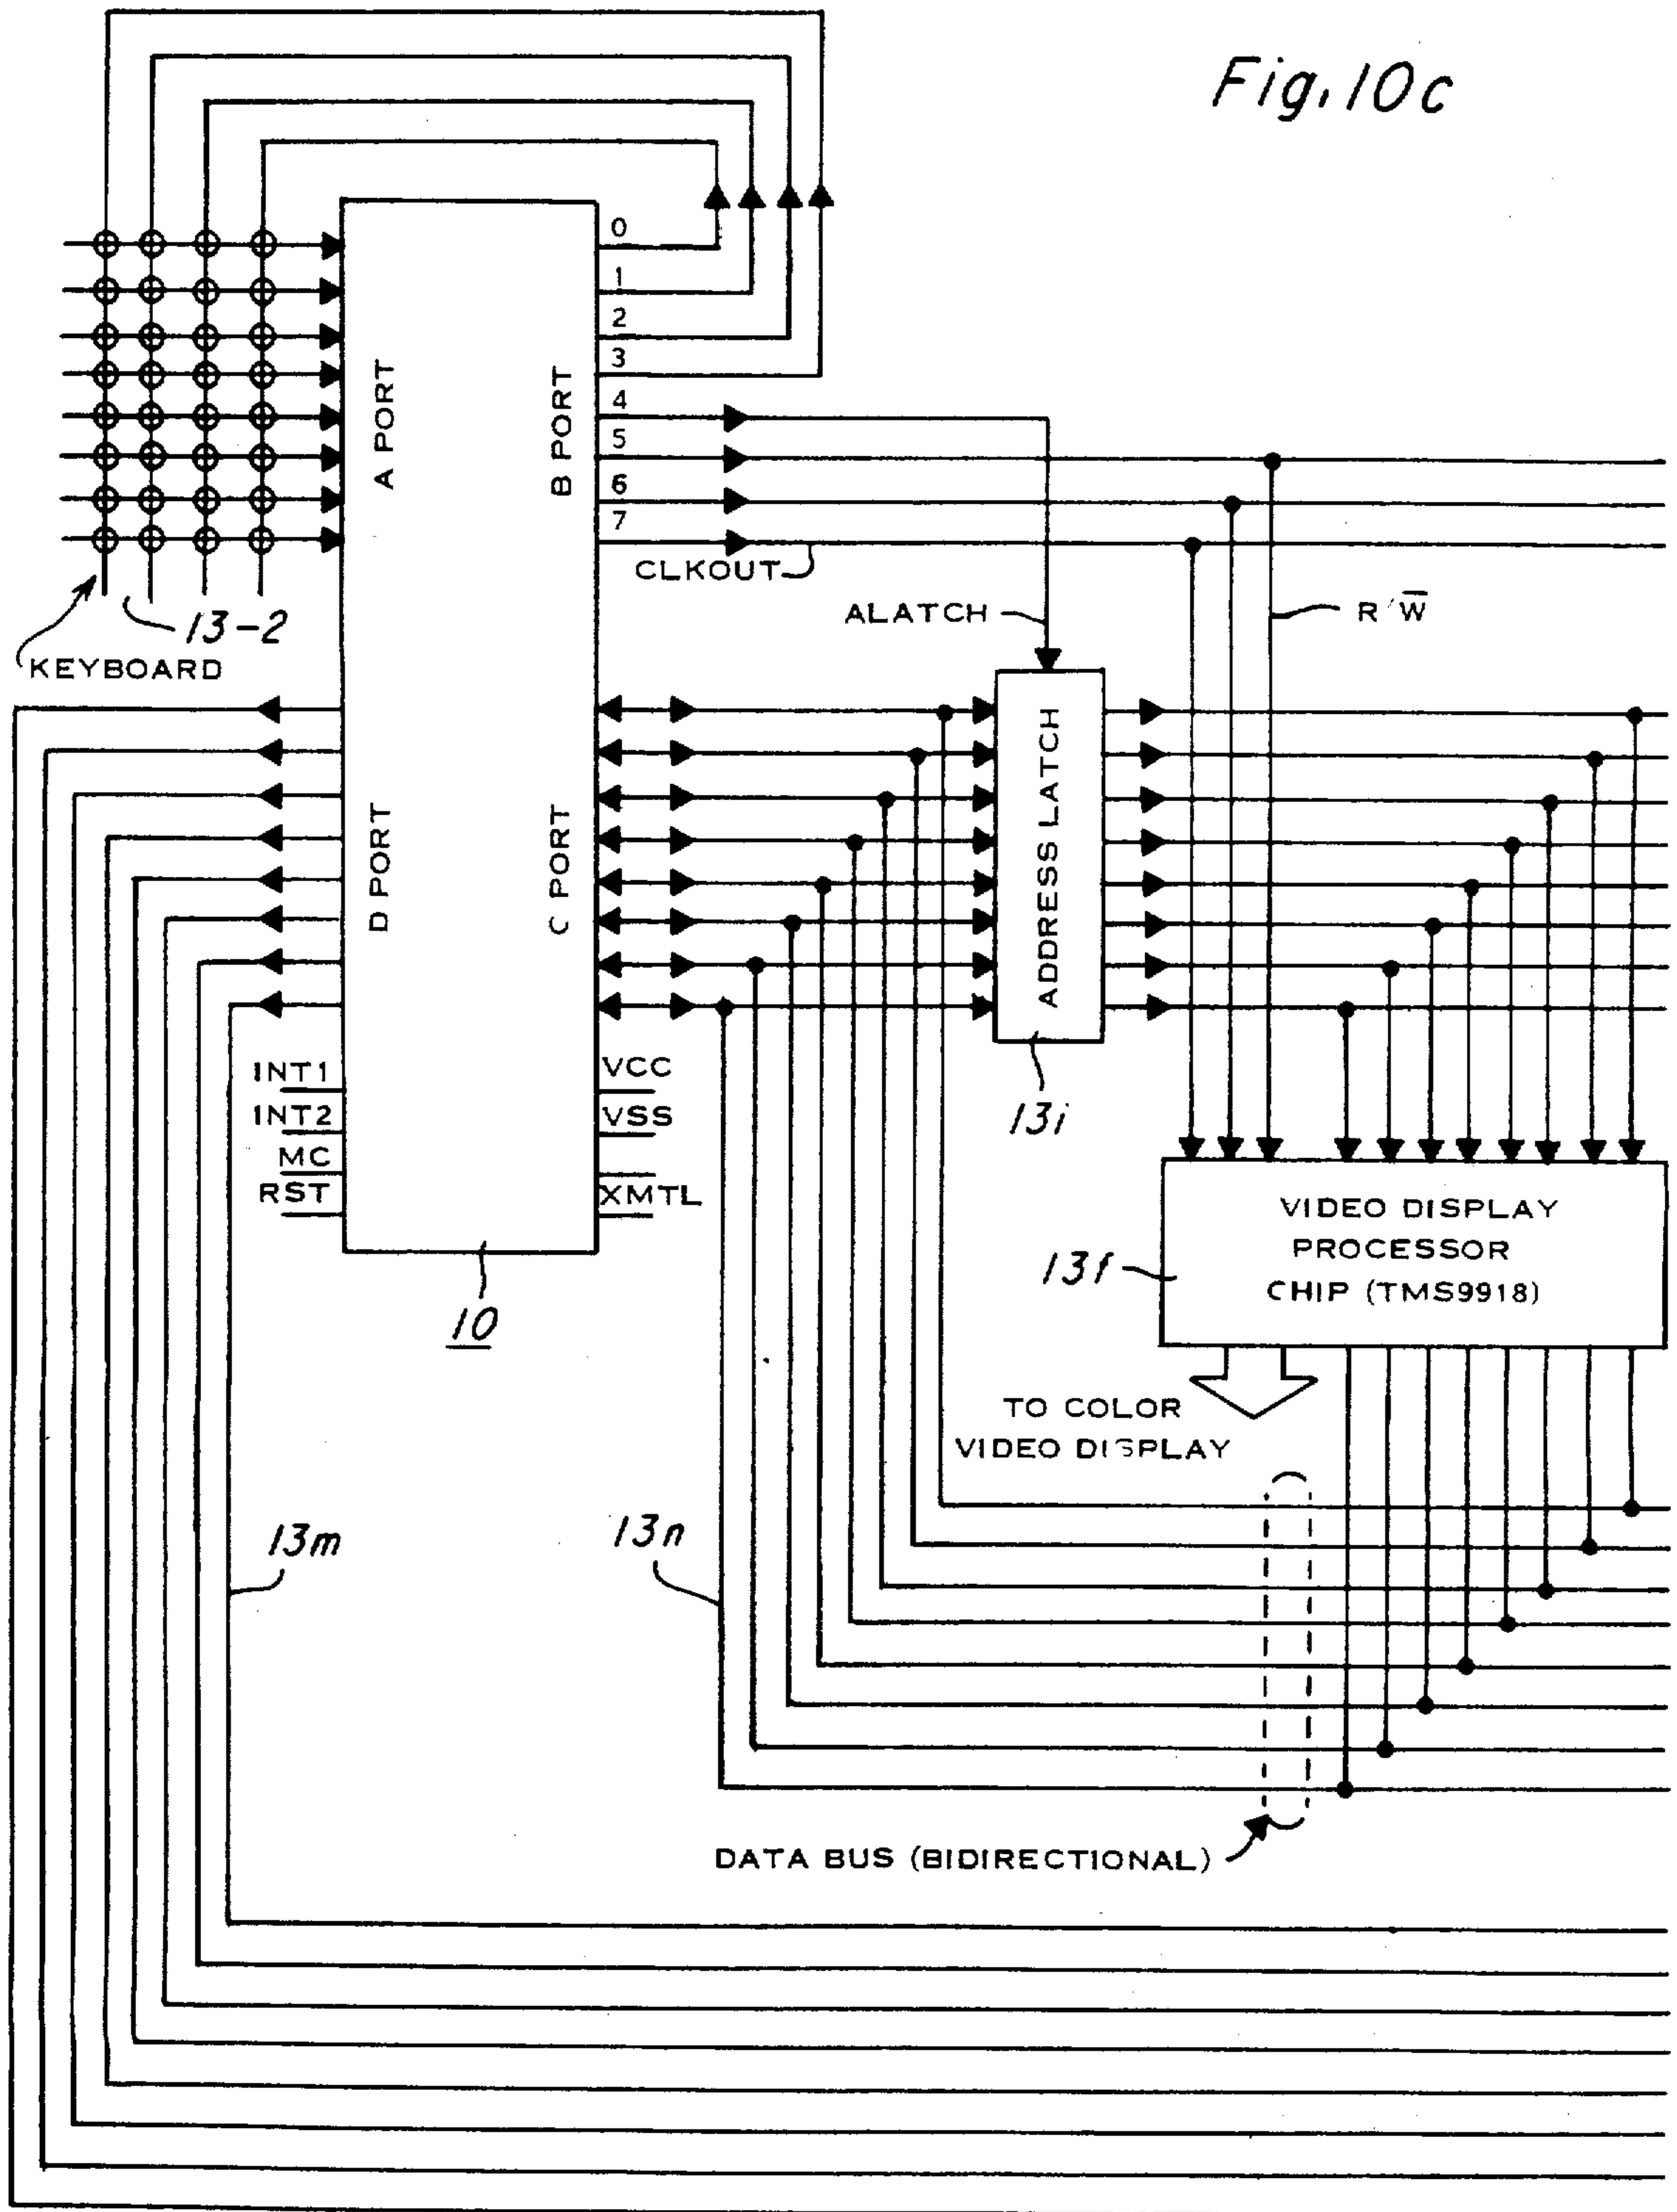 Fig. 10c
0
1
2
3
4
5
6
7
A PORT
B PORT
CLKOUT
ALATCH
R/W̅
13-2
KEYBOARD
D PORT
C PORT
ADDRESS LATCH
13i
INT1
INT2
MC
RST
VCC
VSS
XMTL
10
VIDEO DISPLAY
PROCESSOR
CHIP (TMS9918)
13f
TO COLOR
VIDEO DISPLAY
13m
13n
DATA BUS (BIDIRECTIONAL)